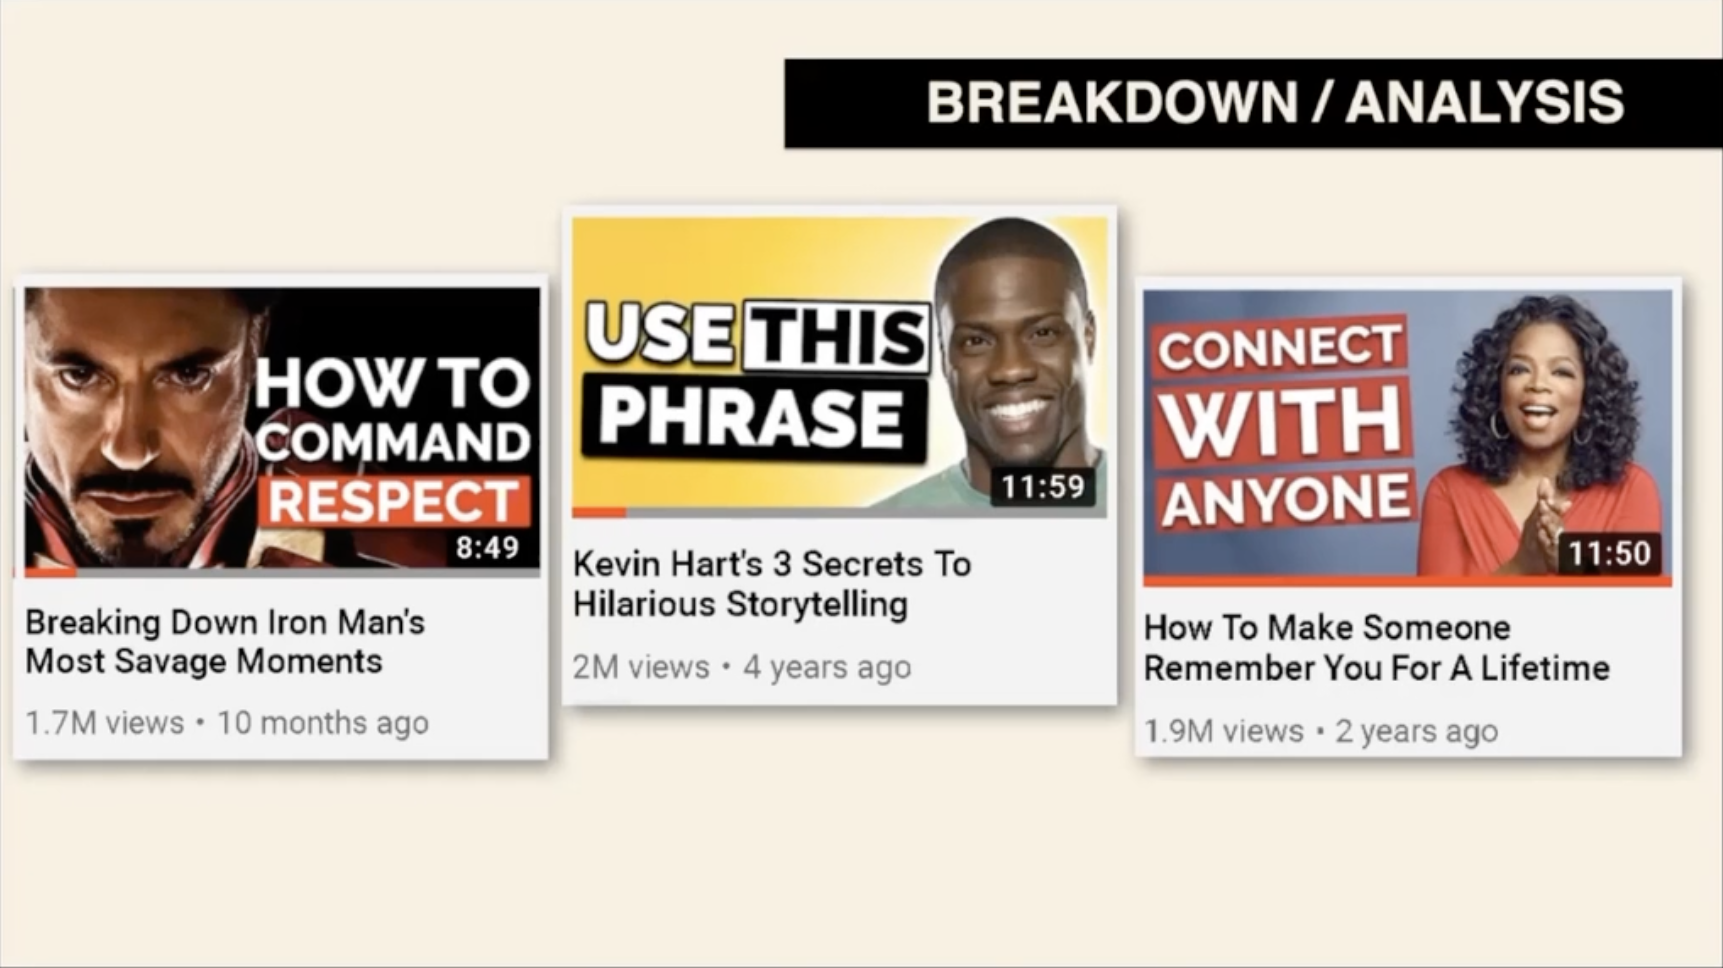 BREAKDOWN / ANALYSIS
HOW TO
COMMAND
RESPECT
8:49
Breaking Down Iron Man's
Most Savage Moments
1.7M views • 10 months ago
USE THIS
PHRASE
11:59
Kevin Hart's 3 Secrets To
Hilarious Storytelling
2M views • 4 years ago
CONNECT
WITH
ANYONE
11:50
How To Make Someone
Remember You For A Lifetime
1.9M views • 2 years ago